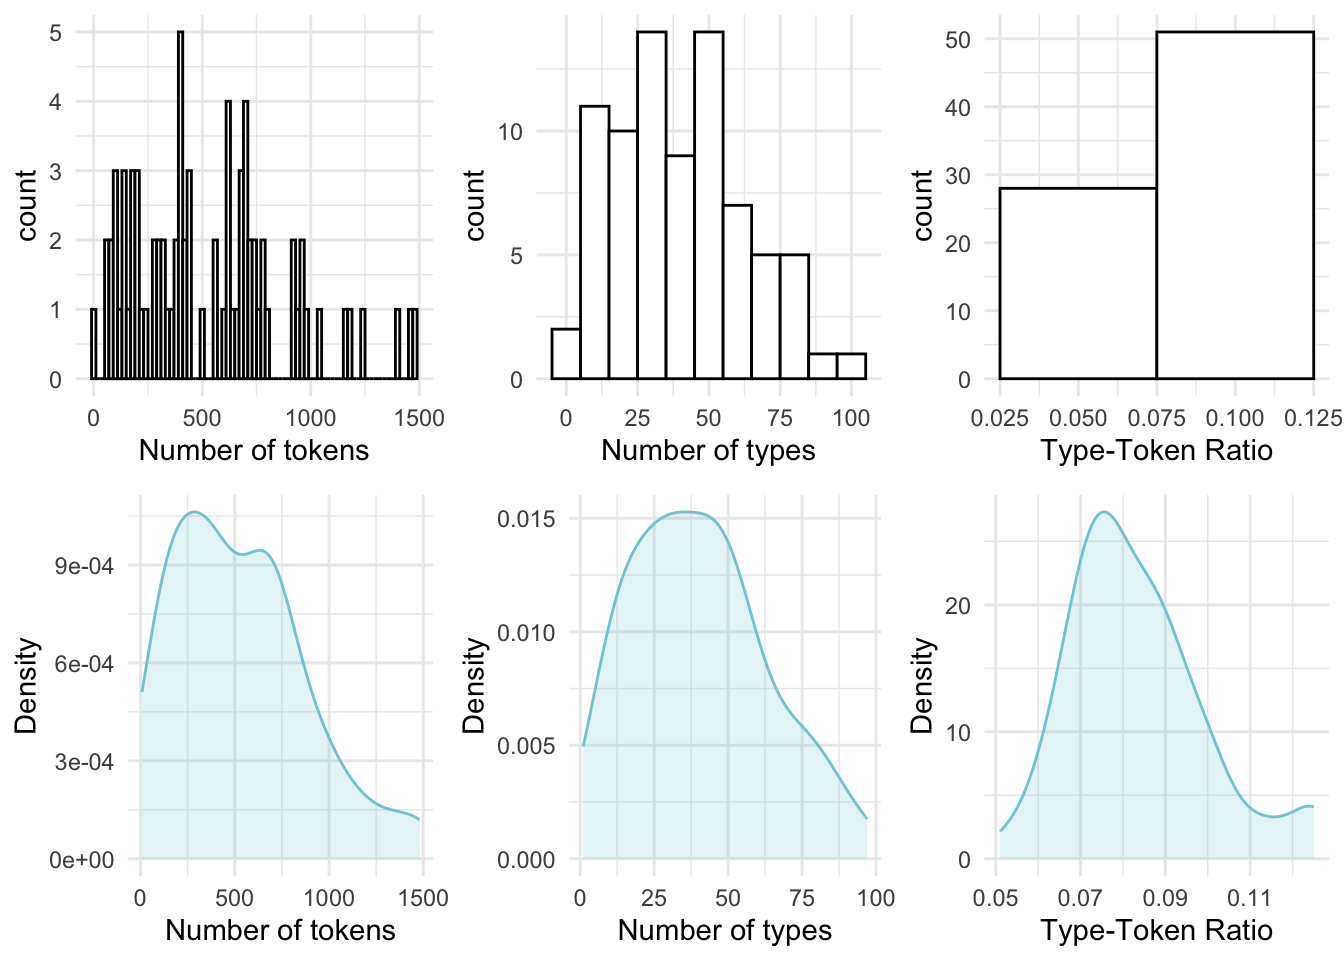 5
4
3
2
1
0
count
0 500 1000 1500
Number of tokens
10
5
0
count
0 25 50 75 100
Number of types
50
40
30
20
10
0
count
0.025 0.050 0.075 0.100 0.125
Type-Token Ratio
9e-04
6e-04
3e-04
0e+00
Density
0 500 1000 1500
Number of tokens
0.015
0.010
0.005
0.000
Density
0 25 50 75 100
Number of types
20
10
0
Density
0.05 0.07 0.09 0.11
Type-Token Ratio